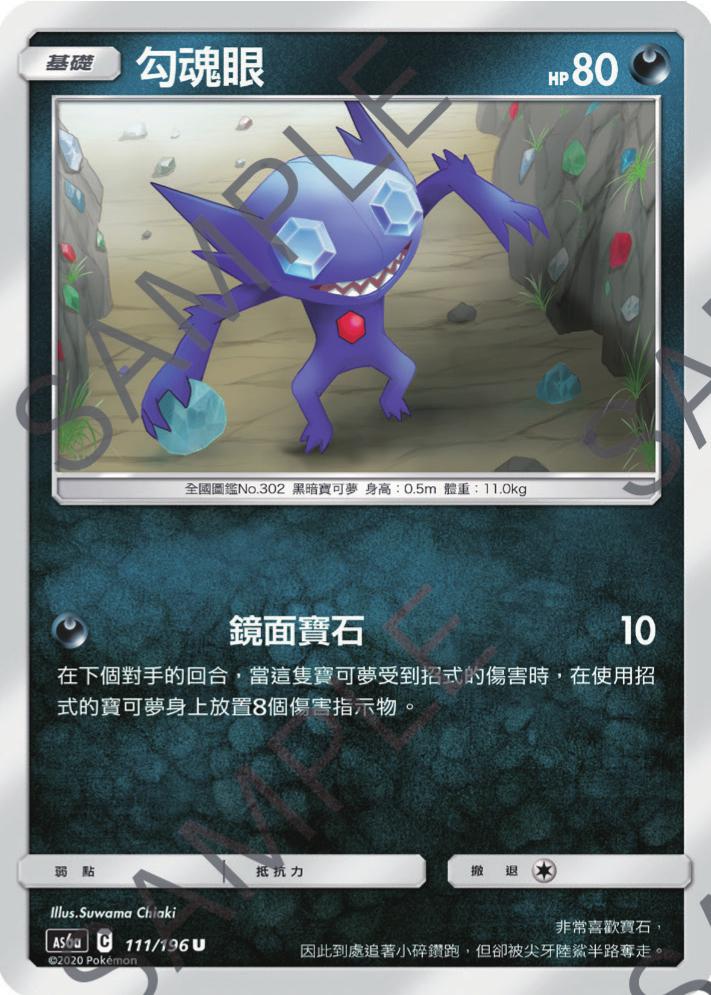 基礎 勾魂眼 HP 80
SAMPLE
全國圖鑑No.302 黑暗寶可夢 身高：0.5m 體重：11.0kg
鏡面寶石 10
在下個對手的回合，當這隻寶可夢受到招式的傷害時，在使用招
式的寶可夢身上放置8個傷害指示物。
SAMPLE
弱點 抵抗力 撤退
Illus.Suwama Chiaki
AS6a C 111/196 U
©2020 Pokémon
非常喜歡寶石，
因此到處追著小碎鑽跑，但卻被尖牙陸鯊半路奪走。